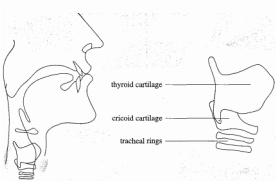 thyroid cartilage
cricoid cartilage
tracheal rings